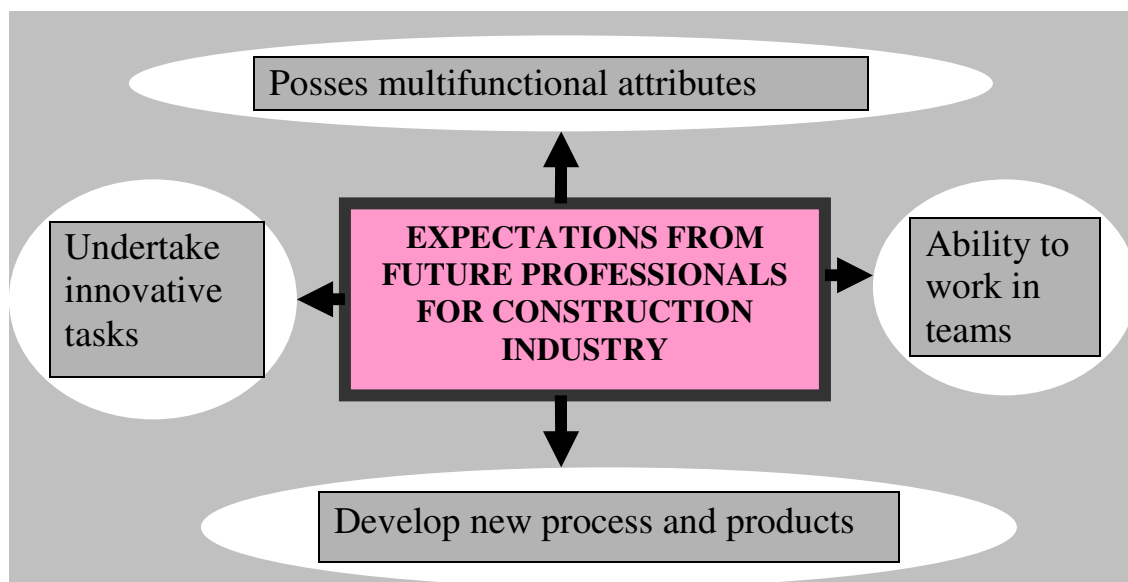 Posses multifunctional attributes
Undertake
innovative
tasks
EXPECTATIONS FROM
FUTURE PROFESSIONALS
FOR CONSTRUCTION
INDUSTRY
Ability to
work in
teams
Develop new process and products